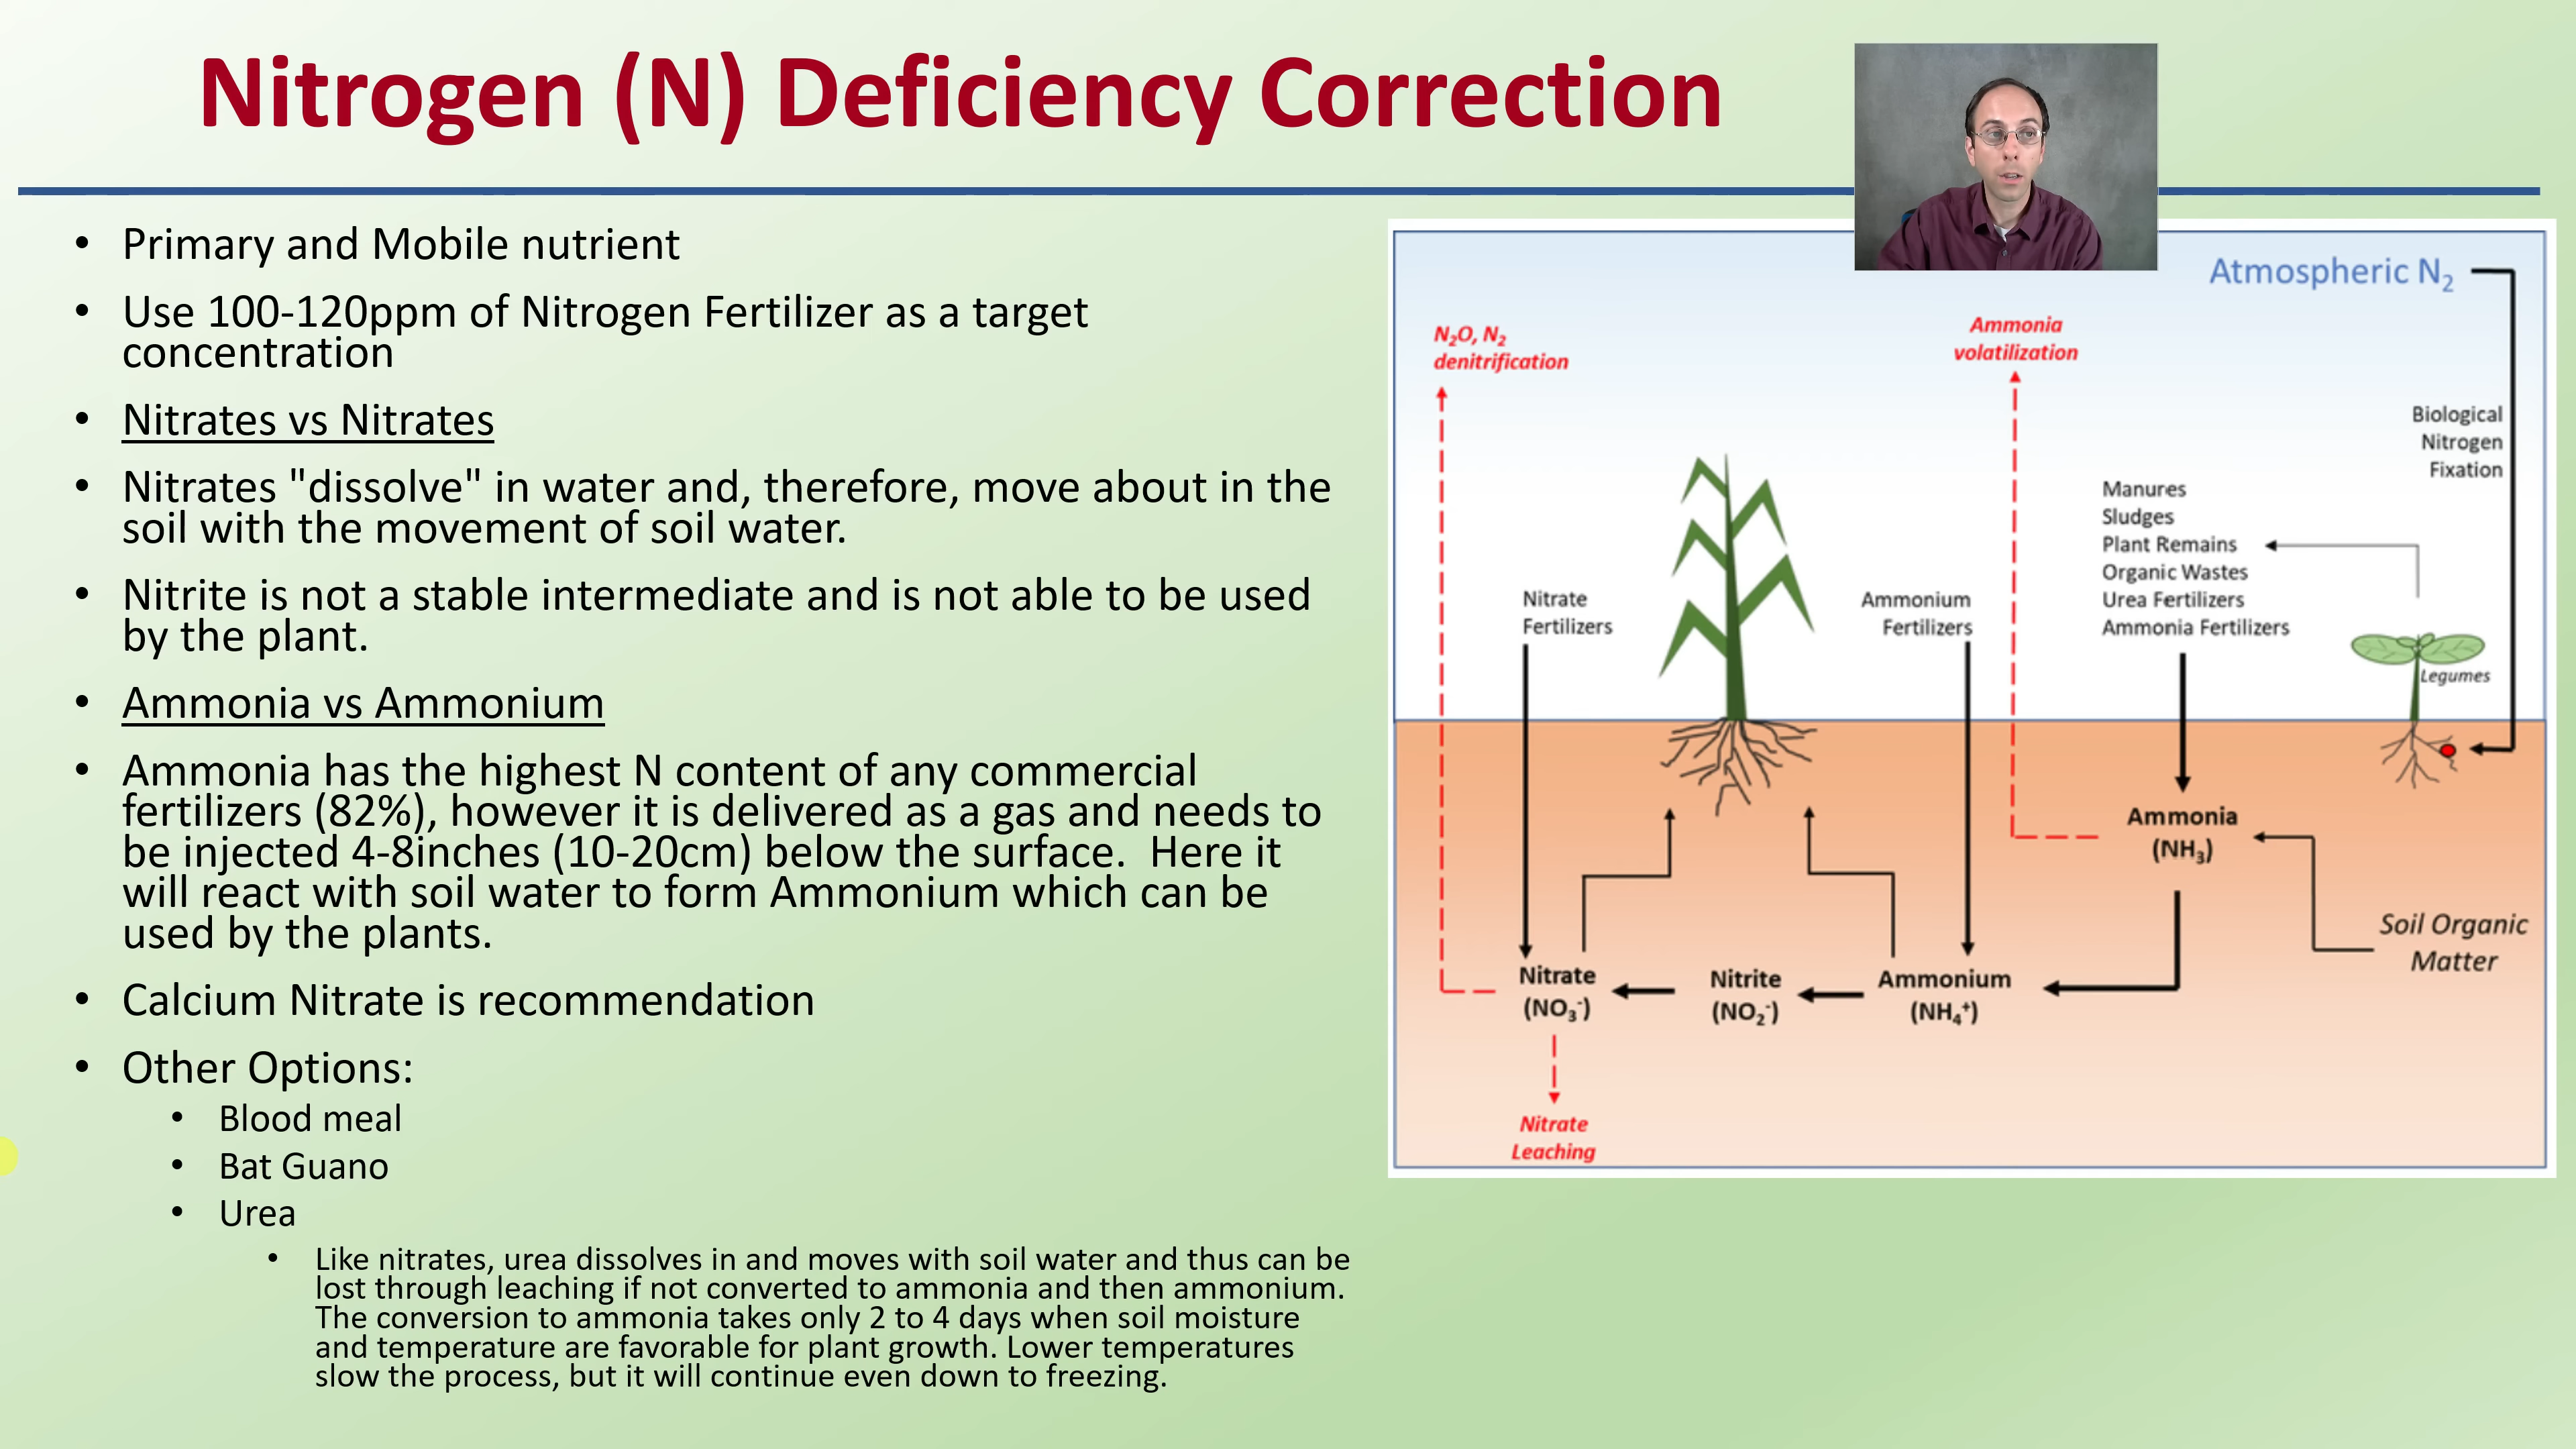 Nitrogen (N) Deficiency Correction
• Primary and Mobile nutrient
• Use 100-120ppm of Nitrogen Fertilizer as a target
concentration
• Nitrates vs Nitrates
• Nitrates "dissolve" in water and, therefore, move about in the
soil with the movement of soil water.
• Nitrite is not a stable intermediate and is not able to be used
by the plant.
• Ammonia vs Ammonium
• Ammonia has the highest N content of any commercial
fertilizers (82%), however it is delivered as a gas and needs to
be injected 4-8inches (10-20cm) below the surface.  Here it
will react with soil water to form Ammonium which can be
used by the plants.
• Calcium Nitrate is recommendation
• Other Options:
• Blood meal
• Bat Guano
• Urea
• Like nitrates, urea dissolves in and moves with soil water and thus can be
lost through leaching if not converted to ammonia and then ammonium.
The conversion to ammonia takes only 2 to 4 days when soil moisture
and temperature are favorable for plant growth. Lower temperatures
slow the process, but it will continue even down to freezing.
Atmospheric N₂
N₂O, N₂
denitrification
Ammonia
volatilization
Biological
Nitrogen
Fixation
Manures
Sludges
Plant Remains
Organic Wastes
Urea Fertilizers
Ammonia Fertilizers
Nitrate
Fertilizers
Ammonium
Fertilizers
Legumes
Ammonia
(NH₃)
Soil Organic
Matter
Nitrate
(NO₃⁻)
Nitrite
(NO₂⁻)
Ammonium
(NH₄⁺)
Nitrate
Leaching